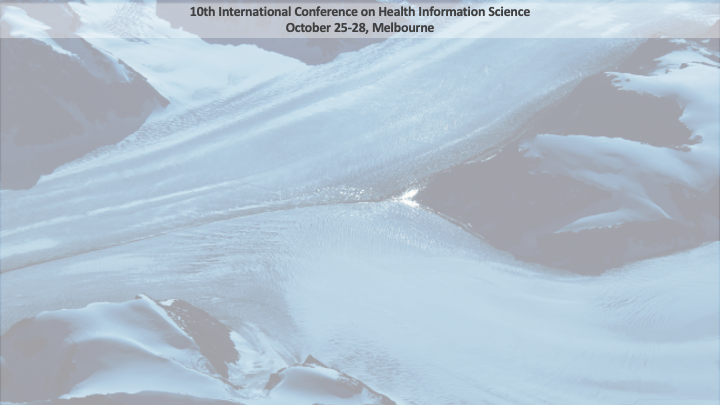 10th International Conference on Health Information Science
October 25-28, Melbourne